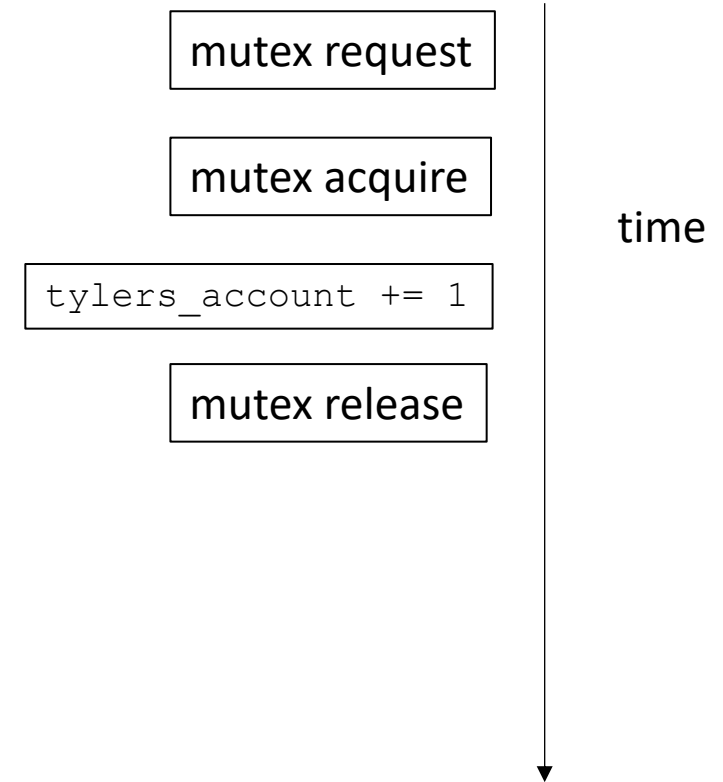 mutex request
mutex acquire
time
tylers_account += 1
mutex release